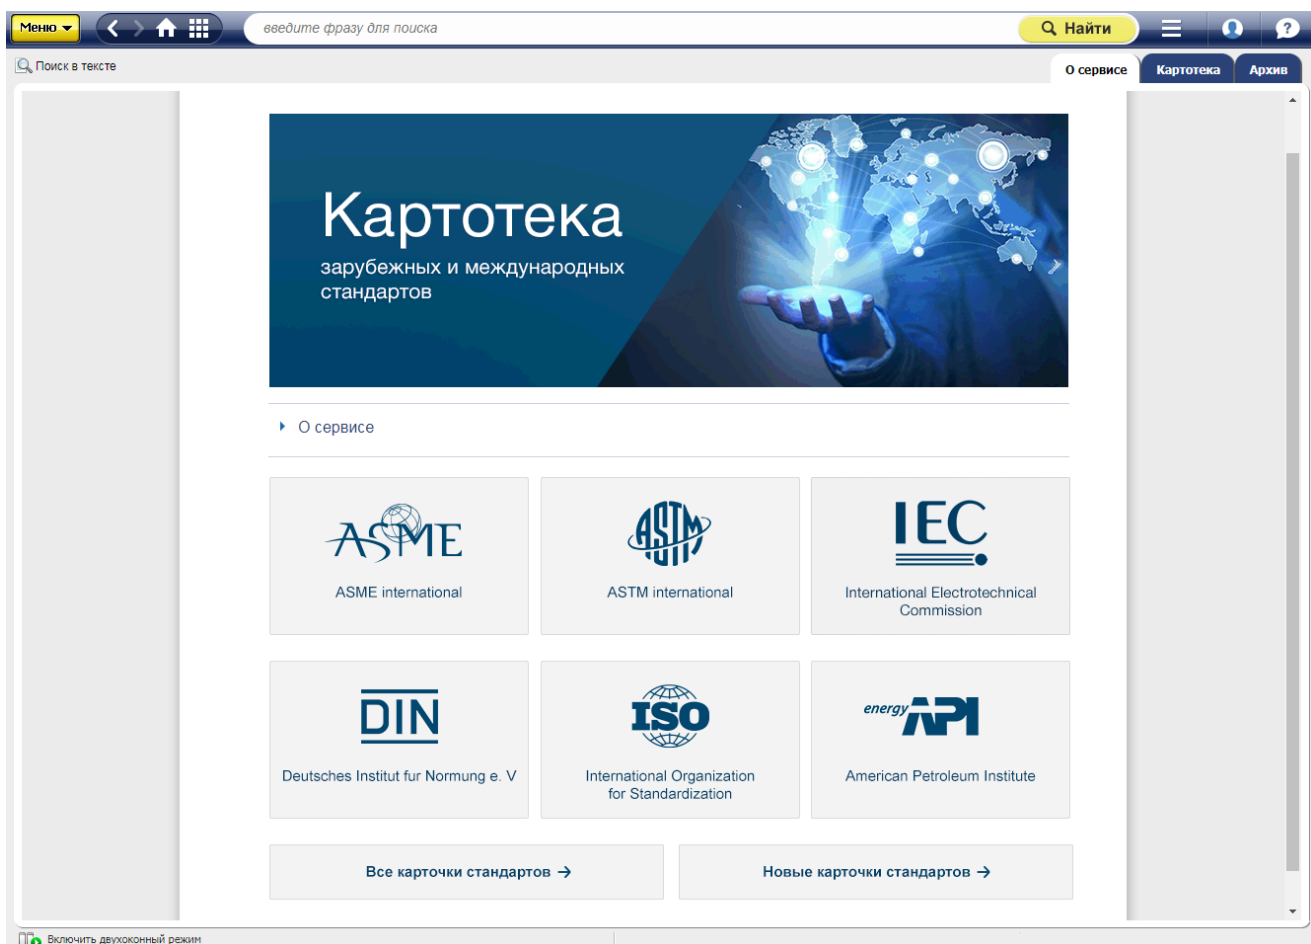 Меню
введите фразу для поиска
Найти
?
Поиск в тексте
О сервисе
Картотека
Архив
Картотека
зарубежных и международных
стандартов
О сервисе
ASME
ASME international
ASTM
ASTM international
IEC
International Electrotechnical
Commission
DIN
Deutsches Institut fur Normung e. V
ISO
International Organization
for Standardization
energy API
American Petroleum Institute
Все карточки стандартов →
Новые карточки стандартов →
Включить двухоконный режим